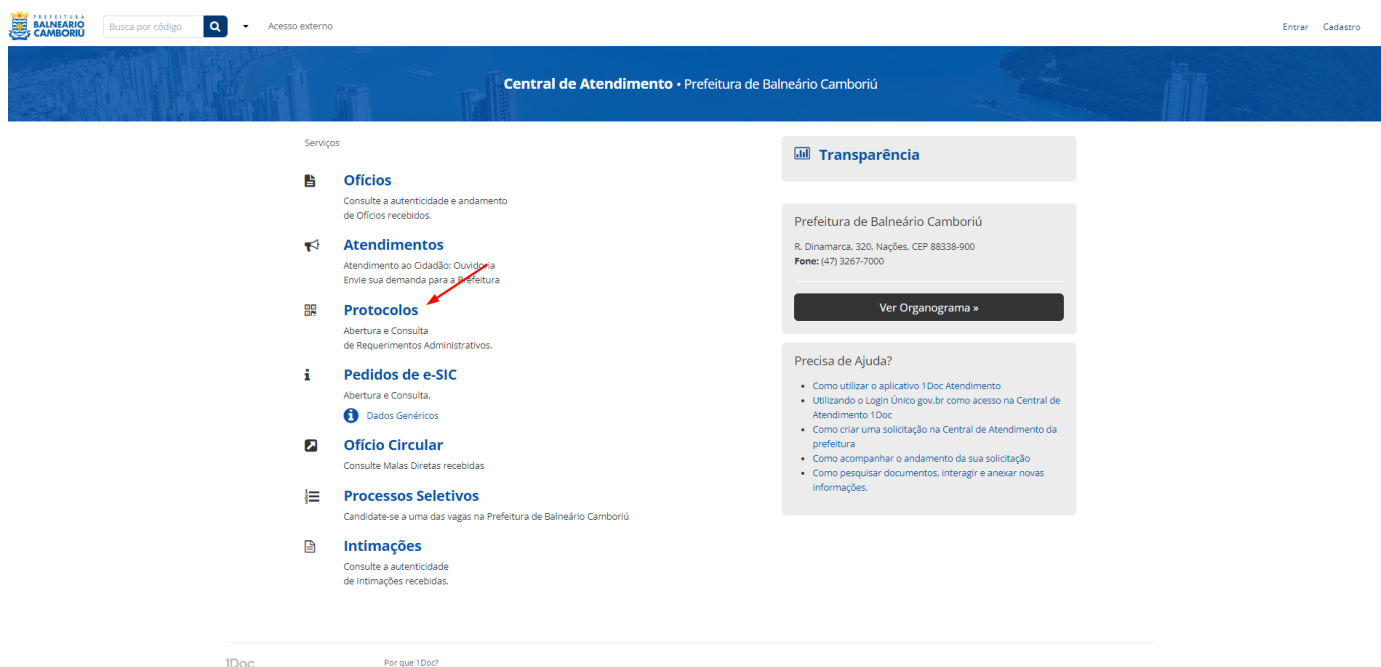 PREFEITURA
BALNEÁRIO
CAMBORIÚ
Busca por código
Acesso externo
Entrar Cadastro
Central de Atendimento • Prefeitura de Balneário Camboriú
Serviços
Ofícios
Consulte a autenticidade e andamento
de Ofícios recebidos.
Atendimentos
Atendimento ao Cidadão: Ouvidoria
Envie sua demanda para a Prefeitura
Protocolos
Abertura e Consulta
de Requerimentos Administrativos.
Pedidos de e-SIC
Abertura e Consulta.
Dados Genéricos
Ofício Circular
Consulte Malas Diretas recebidas
Processos Seletivos
Candidate-se a uma das vagas na Prefeitura de Balneário Camboriú
Intimações
Consulte a autenticidade
de Intimações recebidas.
Transparência
Prefeitura de Balneário Camboriú
R. Dinamarca, 320, Nações, CEP 88338-900
Fone: (47) 3267-7000
Ver Organograma »
Precisa de Ajuda?
• Como utilizar o aplicativo 1Doc Atendimento
• Utilizando o Login Único gov.br como acesso na Central de
Atendimento 1Doc
• Como criar uma solicitação na Central de Atendimento da
prefeitura
• Como acompanhar o andamento da sua solicitação
• Como pesquisar documentos, interagir e anexar novas
informações.
1Doc
Por que 1Doc?